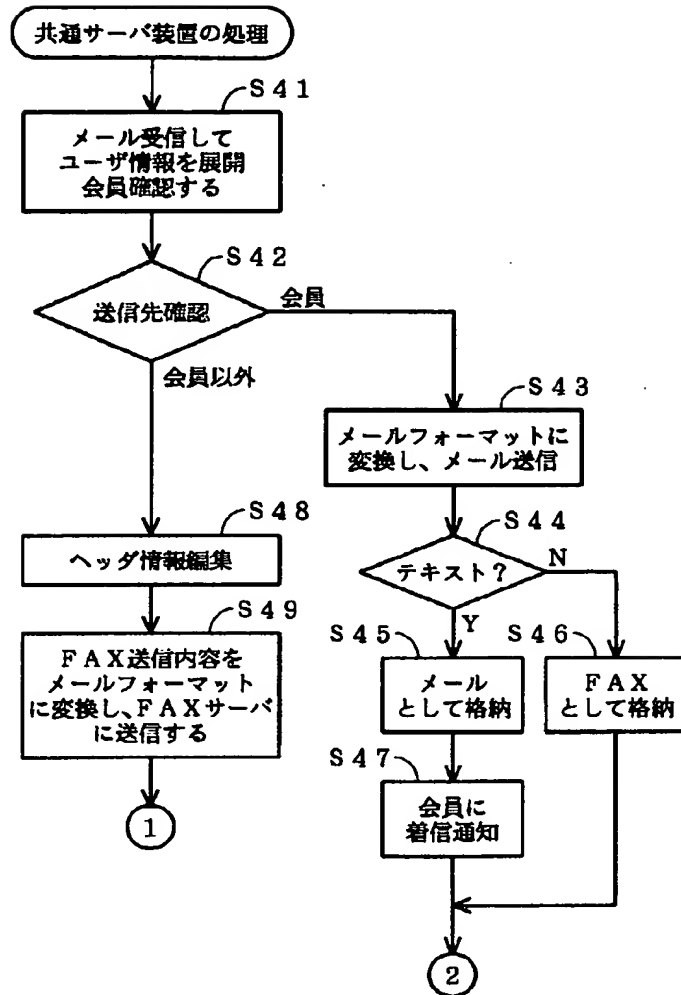 共通サーバ装置の処理
S41
メール受信して
ユーザ情報を展開
会員確認する
S42
送信先確認
会員
会員以外
S43
メールフォーマットに
変換し、メール送信
S44
テキスト?
N
Y
S45
メール
として格納
S46
FAX
として格納
S47
会員に
着信通知
2
S48
ヘッダ情報編集
S49
FAX送信内容を
メールフォーマット
に変換し、FAXサーバ
に送信する
1